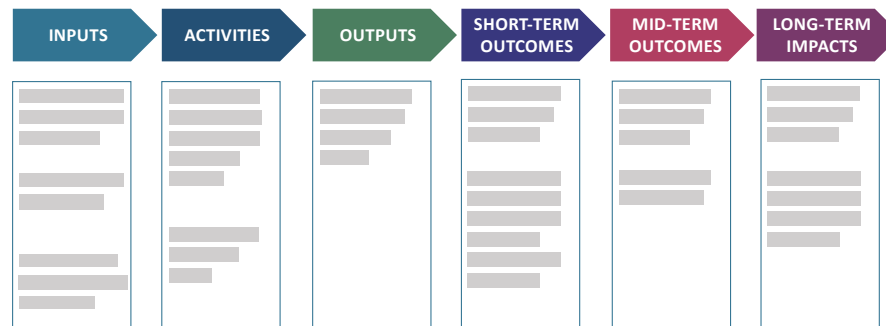 INPUTS
ACTIVITIES
OUTPUTS
SHORT-TERM
OUTCOMES
MID-TERM
OUTCOMES
LONG-TERM
IMPACTS